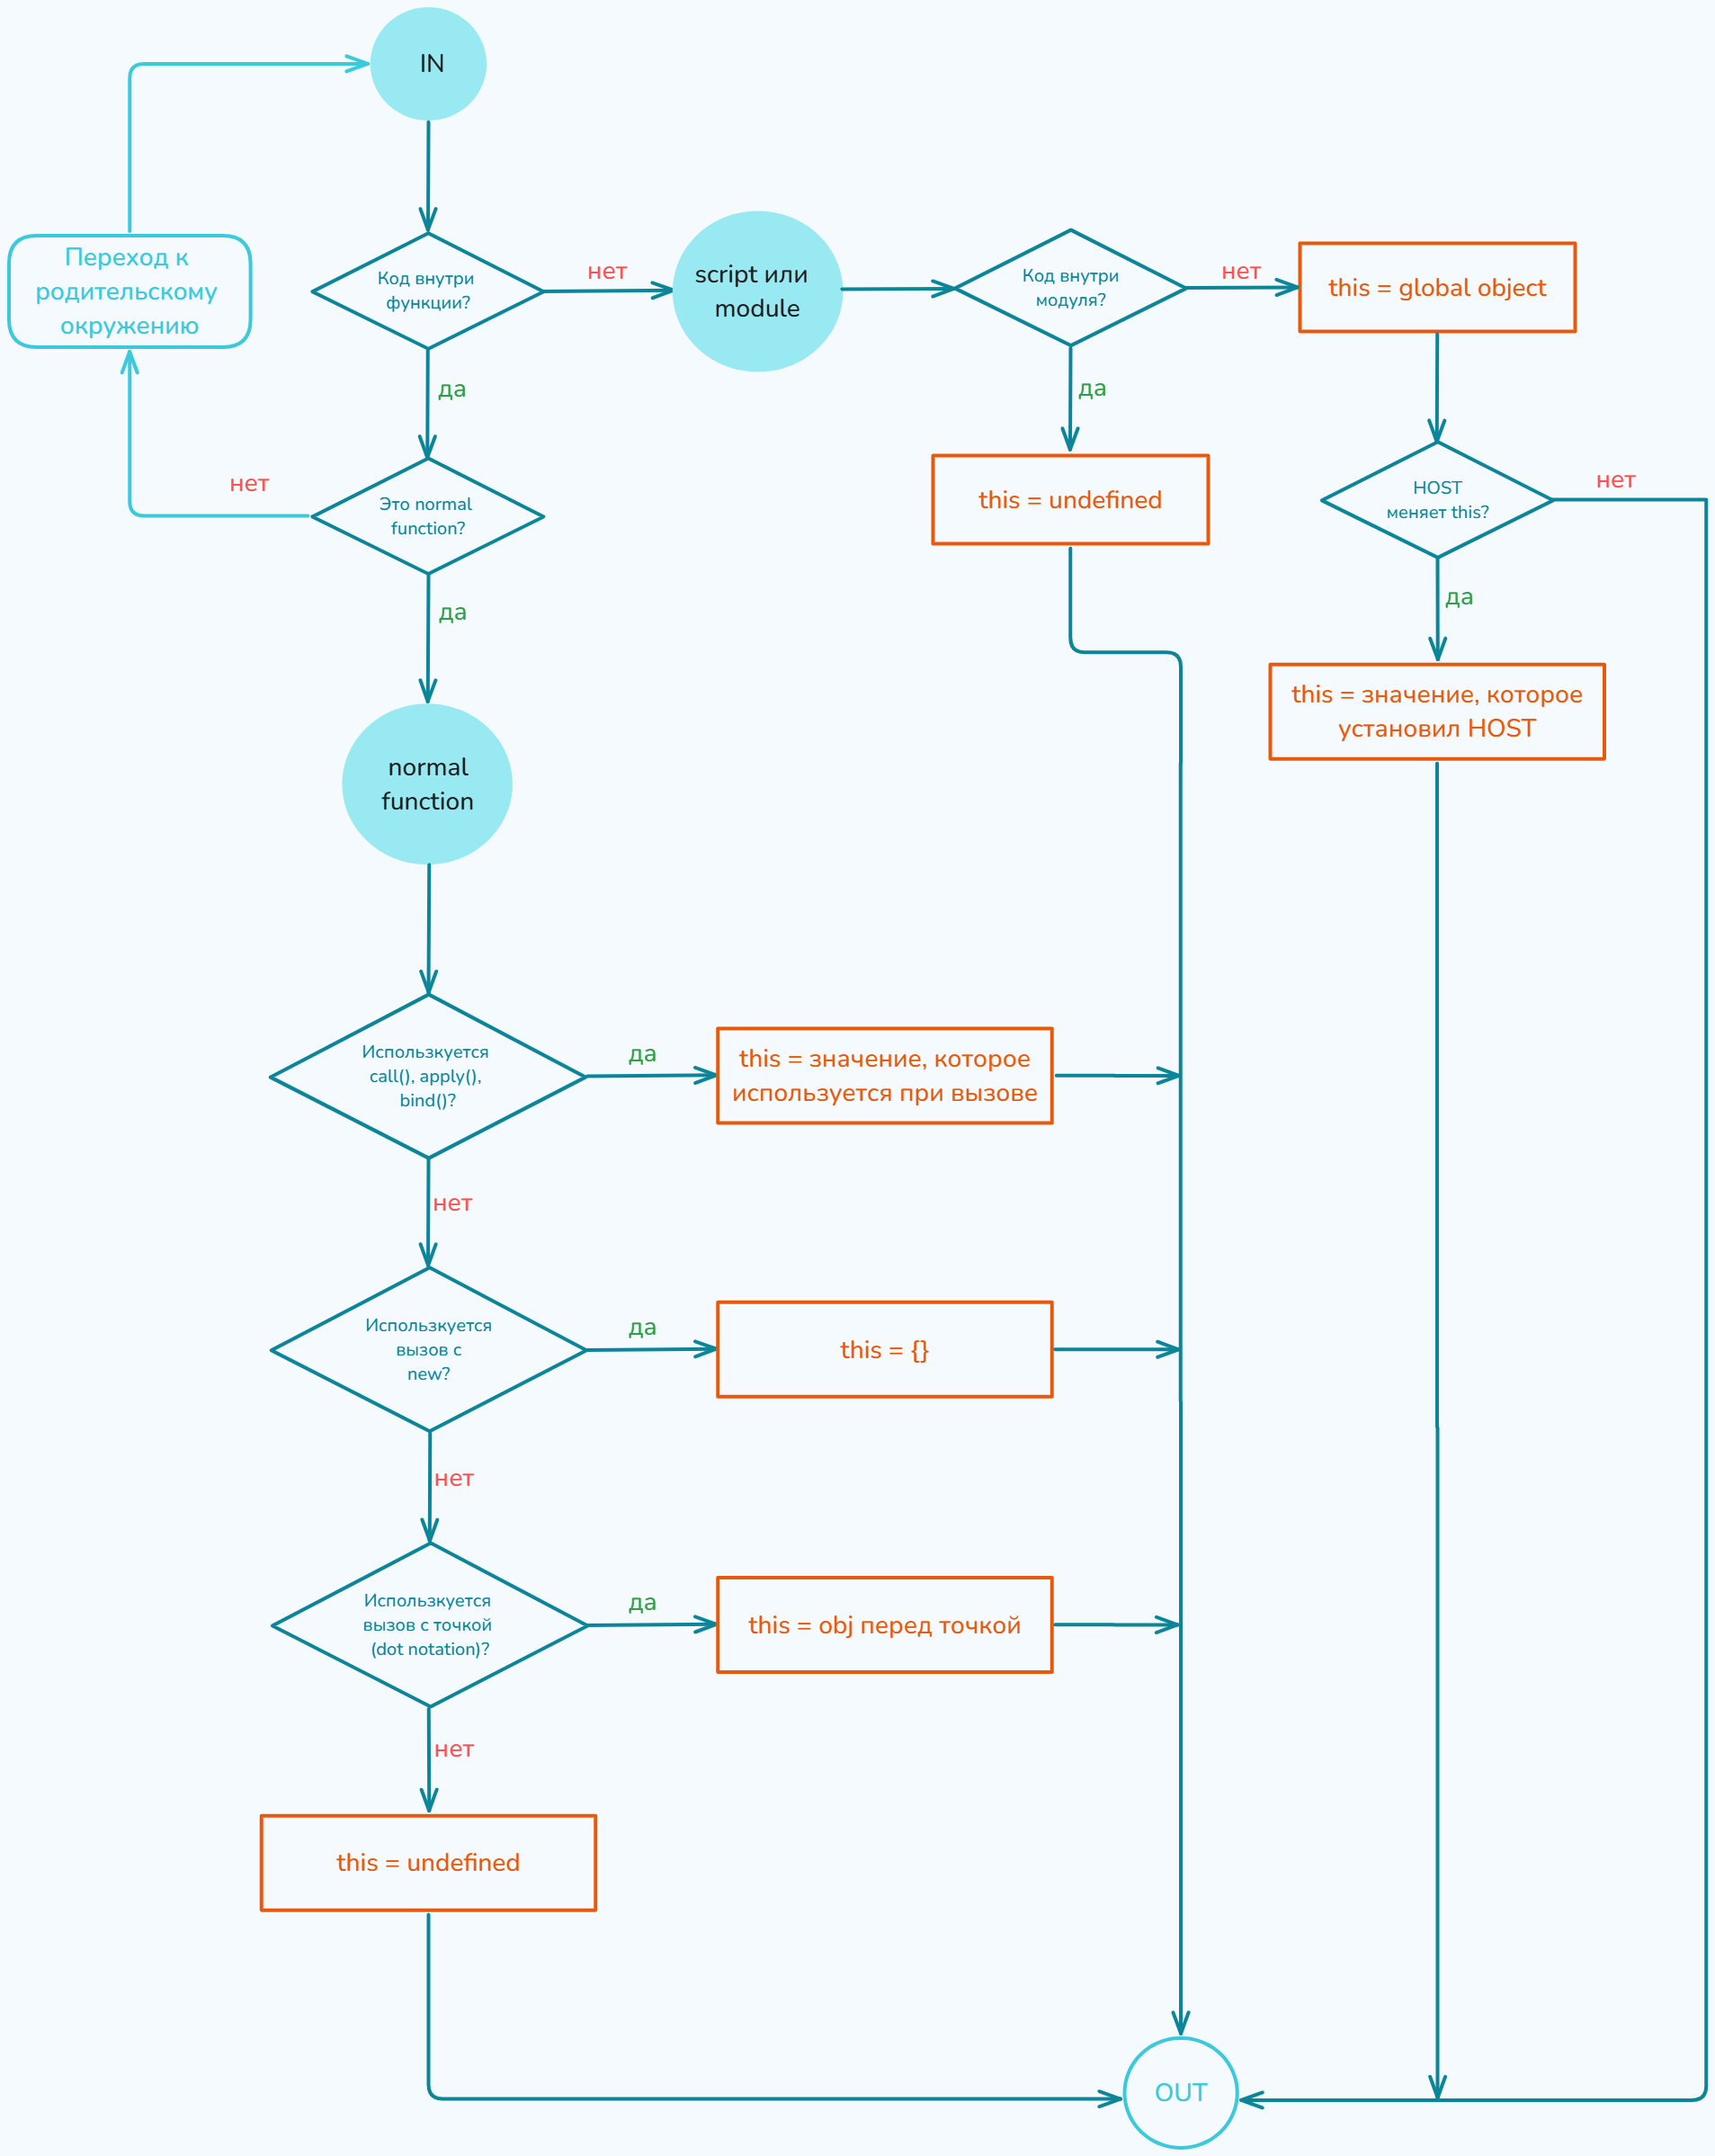 IN
Переход к
родительскому
окружению
Код внутри
функции?
нет
script или
module
Код внутри
модуля?
нет
this = global object
да
да
нет
Это normal
function?
this = undefined
HOST
меняет this?
нет
да
да
this = значение, которое
установил HOST
normal
function
Использкуется
call(), apply(),
bind()?
да
this = значение, которое
используется при вызове
нет
Использкуется
вызов с
new?
да
this = {}
нет
Использкуется
вызов с точкой
(dot notation)?
да
this = obj перед точкой
нет
this = undefined
OUT